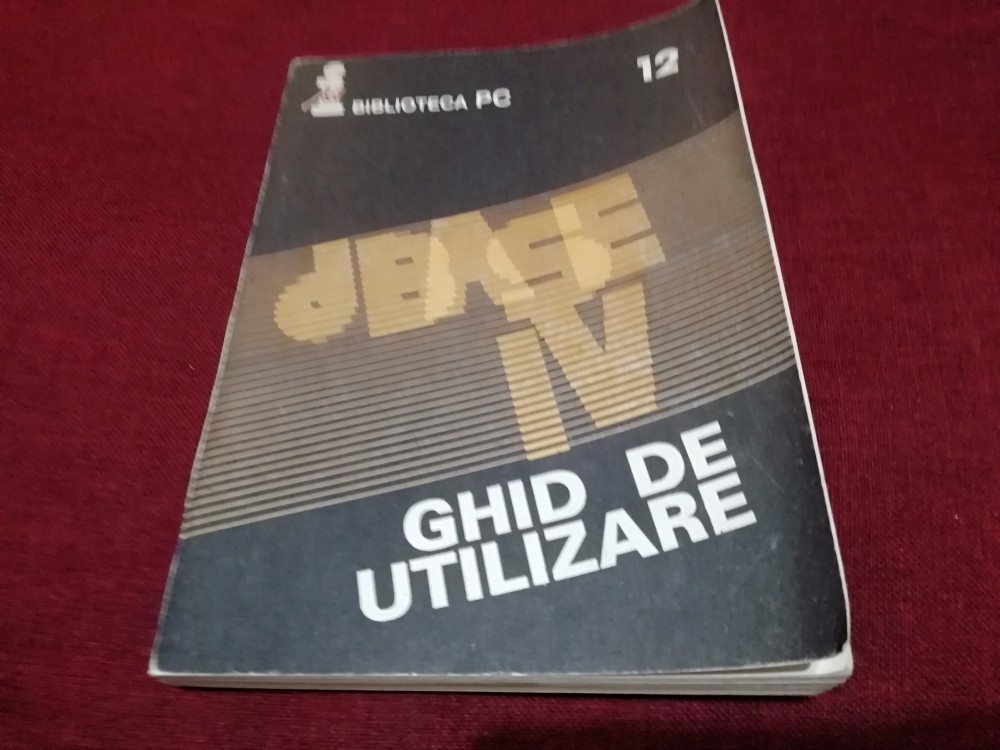 BIBLIOTECA PC
12
dBASE
IV
GHID DE
UTILIZARE